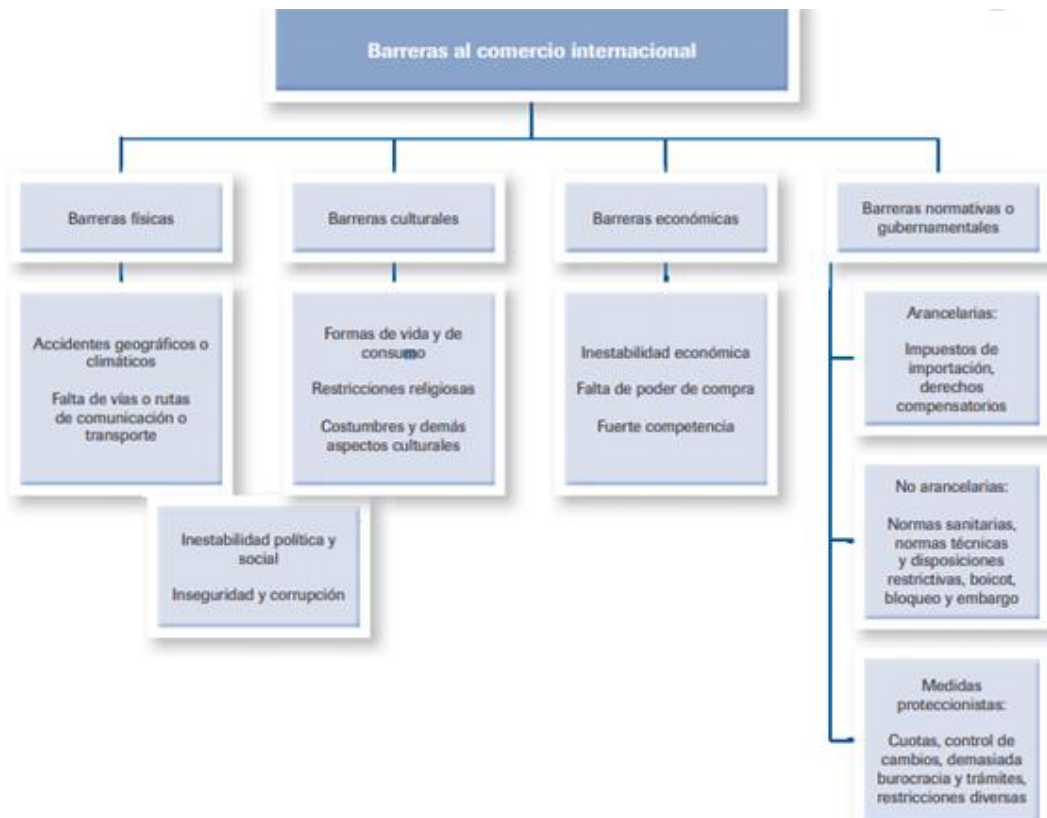 Barreras al comercio internacional
Barreras físicas
Accidentes geográficos o
climáticos
Falta de vías o rutas
de comunicación o
transporte
Barreras culturales
Formas de vida y de
consumo
Restricciones religiosas
Costumbres y demás
aspectos culturales
Inestabilidad política y
social
Inseguridad y corrupción
Barreras económicas
Inestabilidad económica
Falta de poder de compra
Fuerte competencia
Barreras normativas o
gubernamentales
Arancelarias:
Impuestos de
importación,
derechos
compensatorios
No arancelarias:
Normas sanitarias,
normas técnicas
y disposiciones
restrictivas, boicot,
bloqueo y embargo
Medidas
proteccionistas:
Cuotas, control de
cambios, demasiada
burocracia y trámites,
restricciones diversas